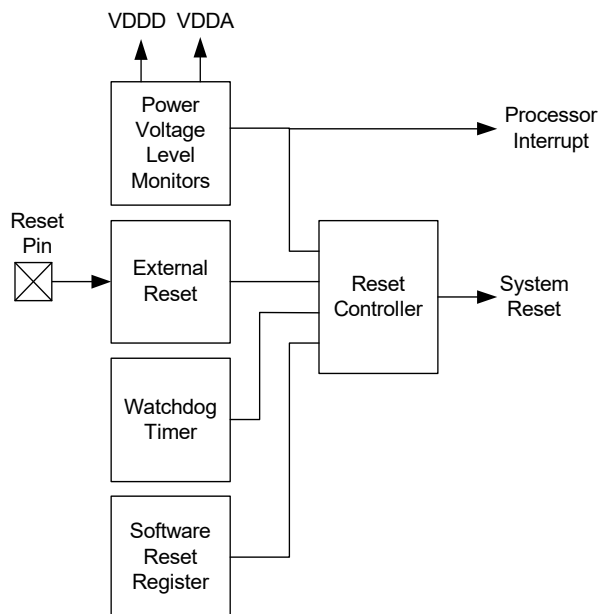 VDDD VDDA
Power
Voltage
Level
Monitors
Processor
Interrupt
Reset
Pin
External
Reset
Reset
Controller
System
Reset
Watchdog
Timer
Software
Reset
Register